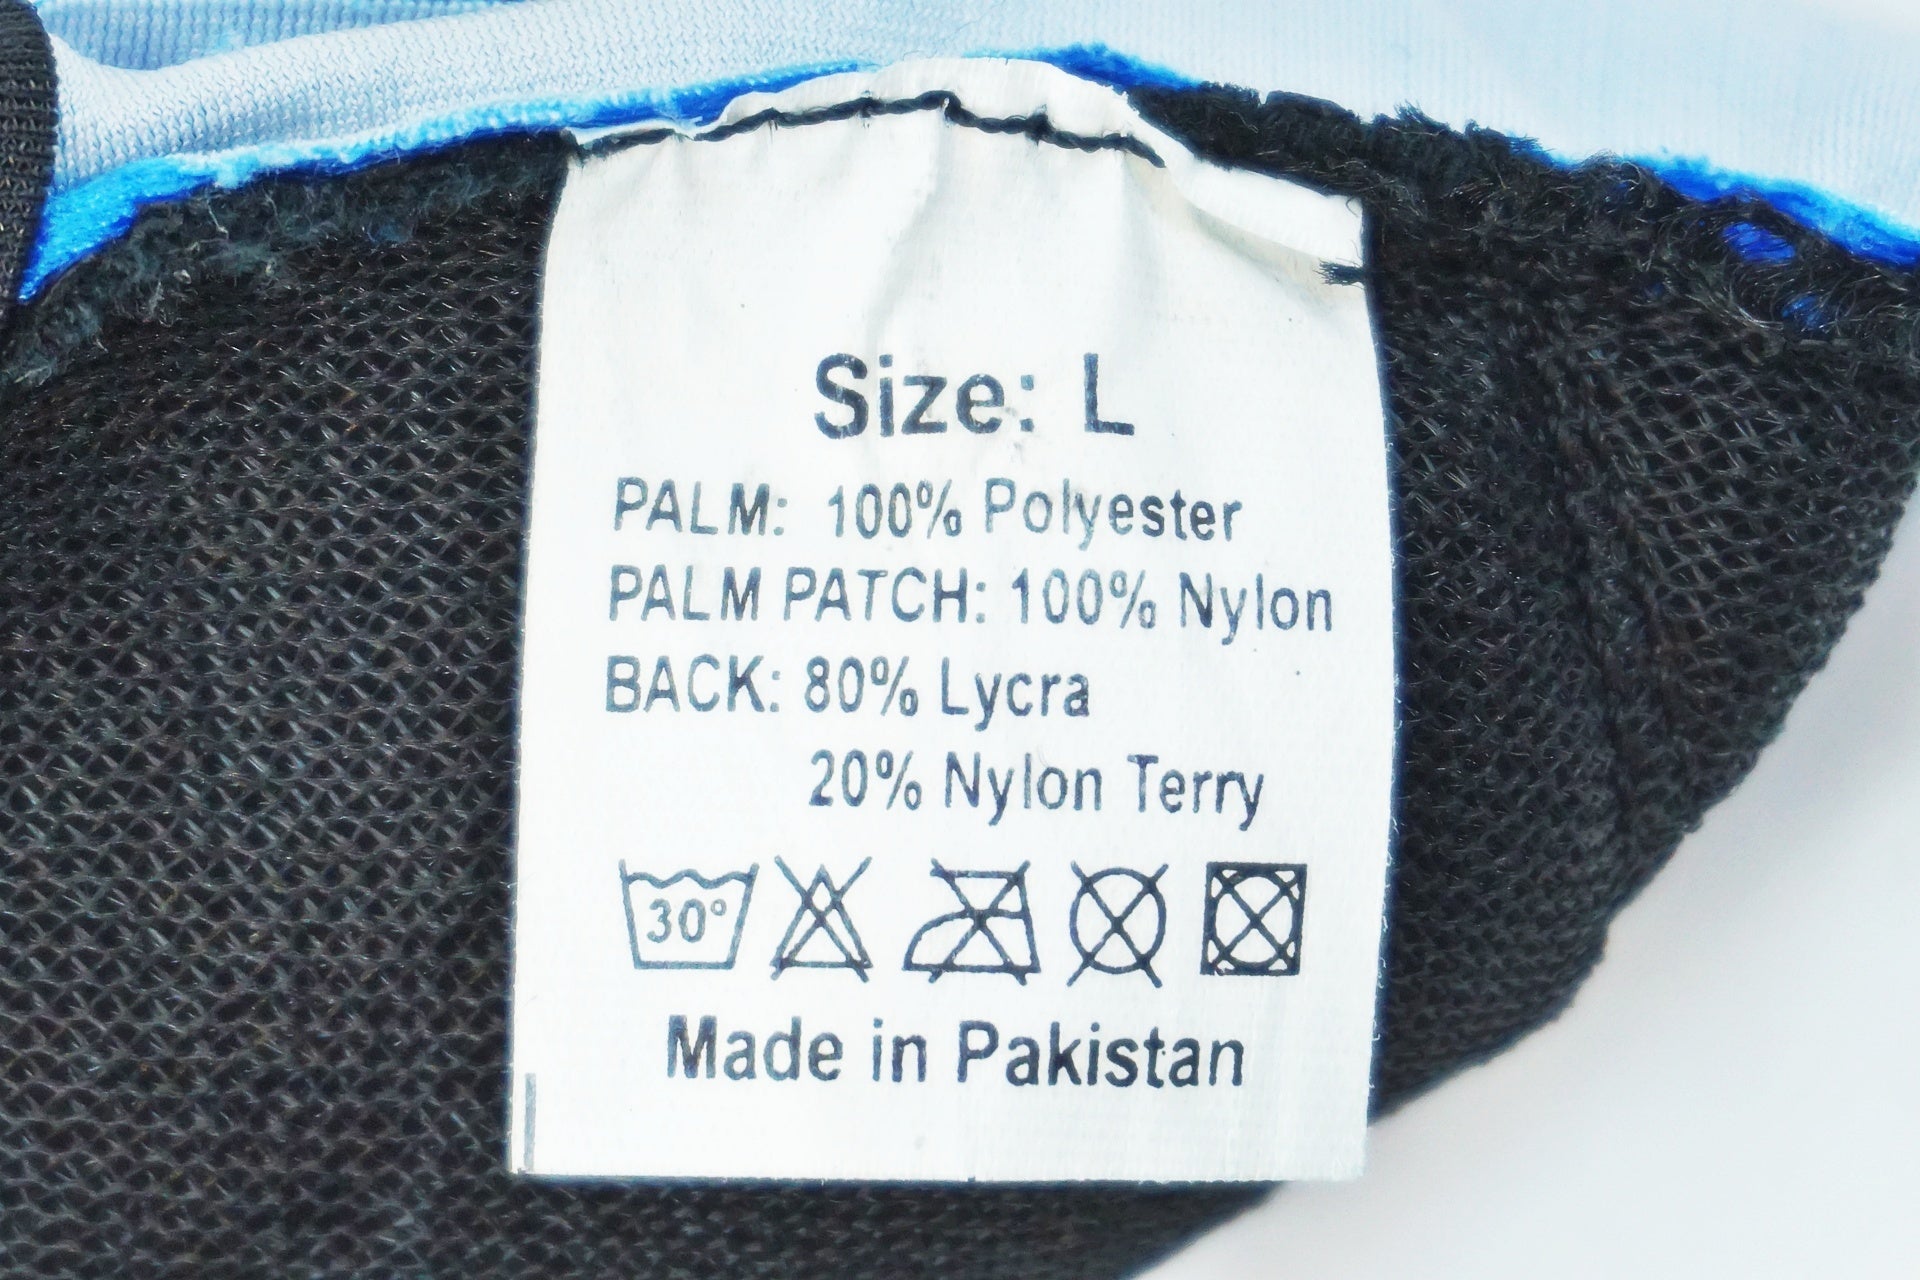 Size: L
PALM: 100% Polyester
PALM PATCH: 100% Nylon
BACK: 80% Lycra
20% Nylon Terry
30°
Made in Pakistan